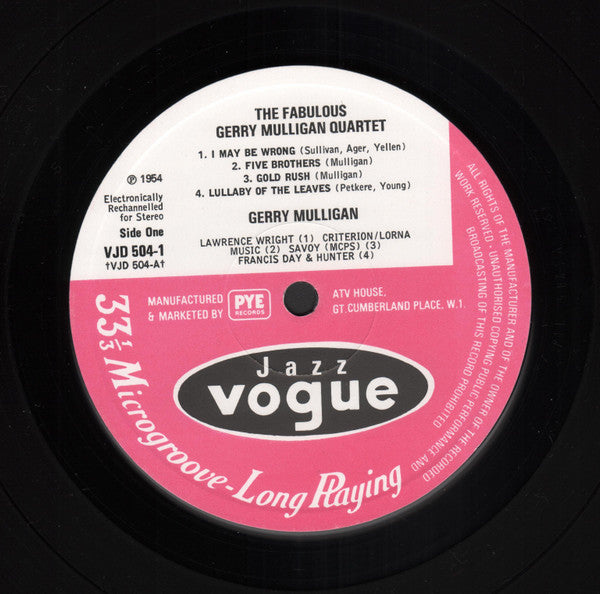 THE FABULOUS
GERRY MULLIGAN QUARTET
1. I MAY BE WRONG (Sullivan, Ager, Yellen)
2. FIVE BROTHERS (Mulligan)
3. GOLD RUSH (Mulligan)
4. LULLABY OF THE LEAVES (Petkere, Young)
GERRY MULLIGAN
LAWRENCE WRIGHT (1) CRITERION/LORNA
MUSIC (2) SAVOY (MCPS) (3)
FRANCIS DAY & HUNTER (4)
℗ 1954
Electronically
Rechannelled
for Stereo
Side One
VJD 504-1
†VJD 504-A†
MANUFACTURED
& MARKETED BY
PYE
RECORDS
ATV HOUSE,
GT. CUMBERLAND PLACE, W.1.
Jazz
vogue
33⅓ Microgroove-Long Playing
ALL RIGHTS OF THE MANUFACTURER AND OF THE OWNER OF THE RECORDED
WORK RESERVED · UNAUTHORISED COPYING PUBLIC PERFORMANCE AND
BROADCASTING OF THIS RECORD PROHIBITED